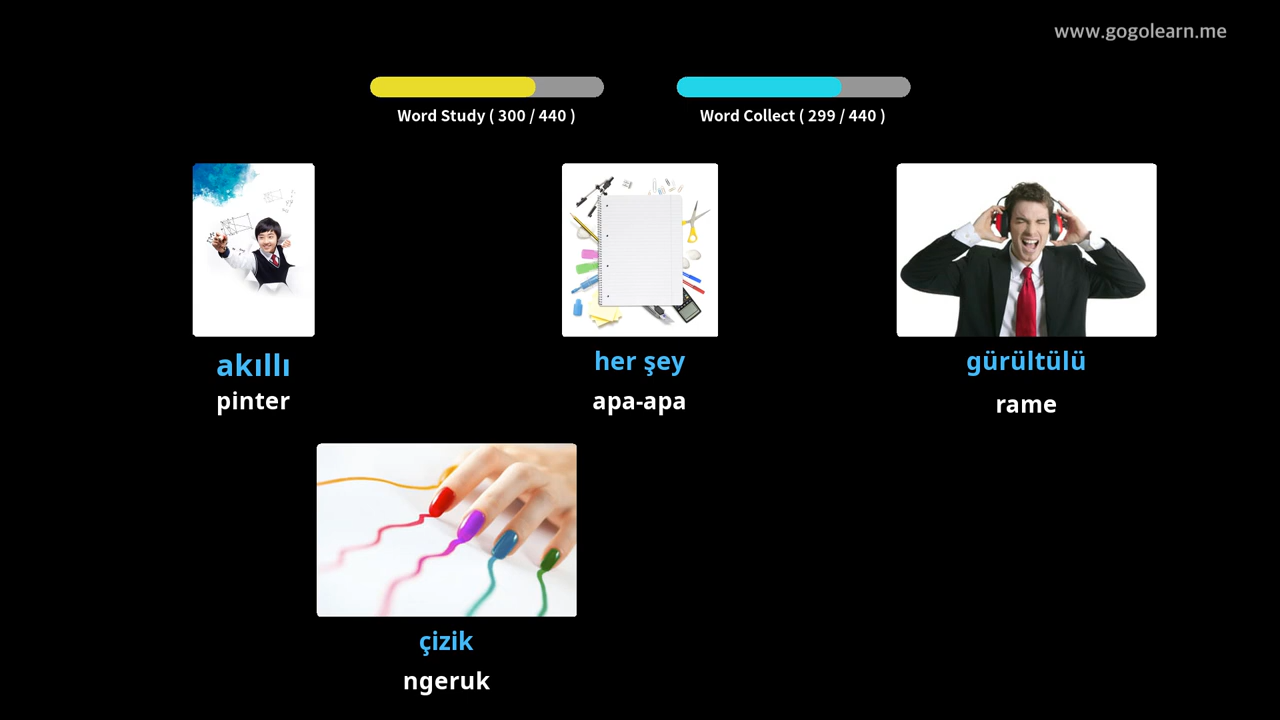 www.gogolearn.me
Word Study ( 300 / 440 )
Word Collect ( 299 / 440 )
akıllı
pinter
her şey
apa-apa
gürültülü
rame
çizik
ngeruk